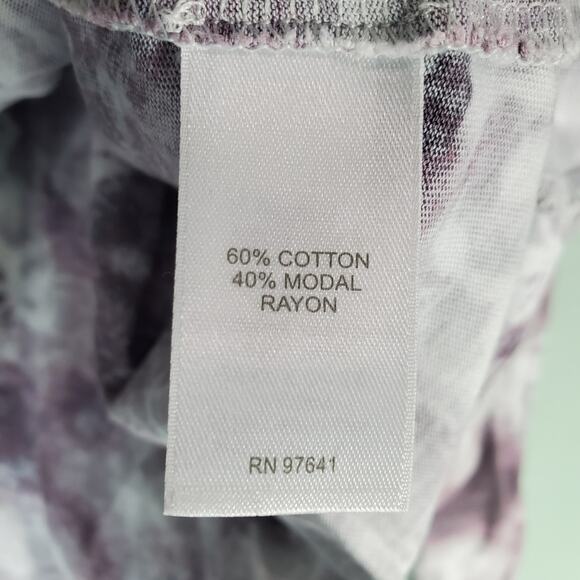 60% COTTON
40% MODAL
RAYON
RN 97641